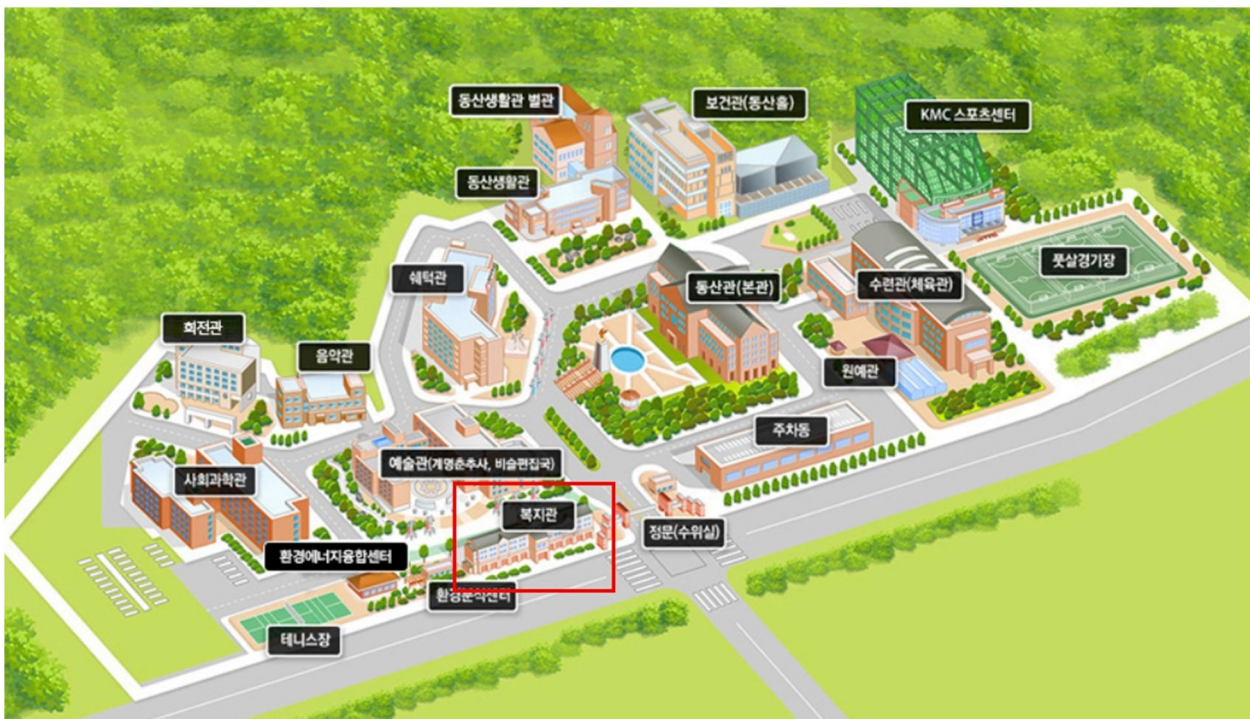 동산생활관 별관
보건관(동산홀)
KMC 스포츠센터
동산생활관
쉐턱관
동산관(본관)
수련관(체육관)
풋살경기장
회전관
음악관
원예관
주차동
예술관(계명춘추사, 비슬편집국)
사회과학관
복지관
정문(수위실)
환경에너지융합센터
환경분석센터
테니스장